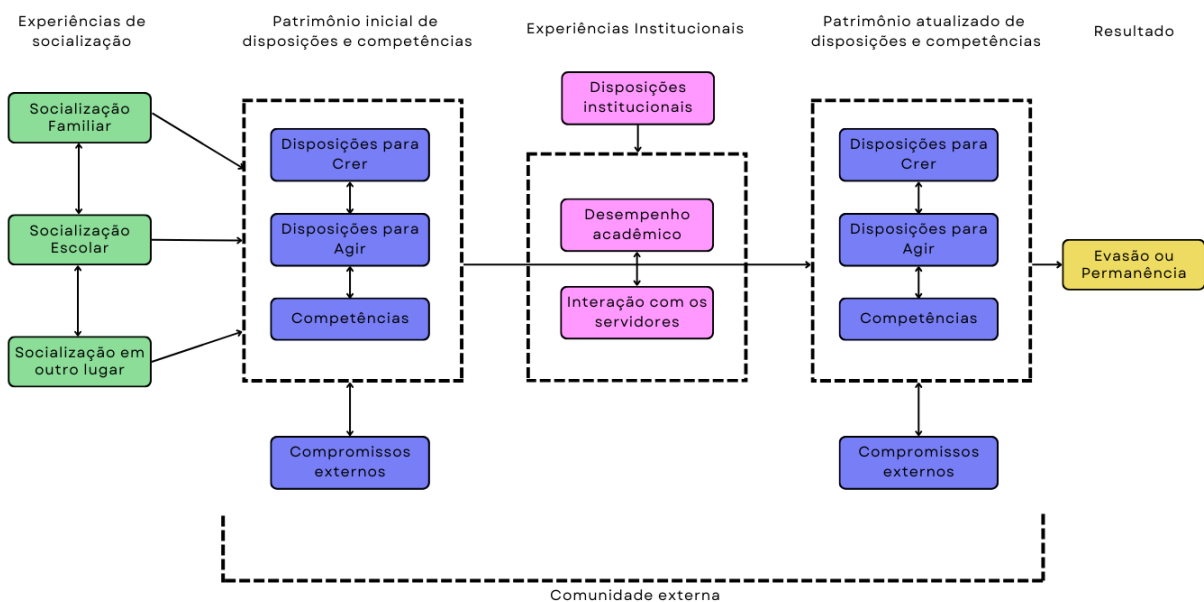 Experiências de
socialização
Patrimônio inicial de
disposições e competências
Experiências Institucionais
Patrimônio atualizado de
disposições e competências
Resultado
Socialização
Familiar
Socialização
Escolar
Socialização em
outro lugar
Disposições para
Crer
Disposições para
Agir
Competências
Compromissos
externos
Disposições
institucionais
Desempenho
acadêmico
Interação com os
servidores
Disposições para
Crer
Disposições para
Agir
Competências
Compromissos
externos
Evasão ou
Permanência
Comunidade externa